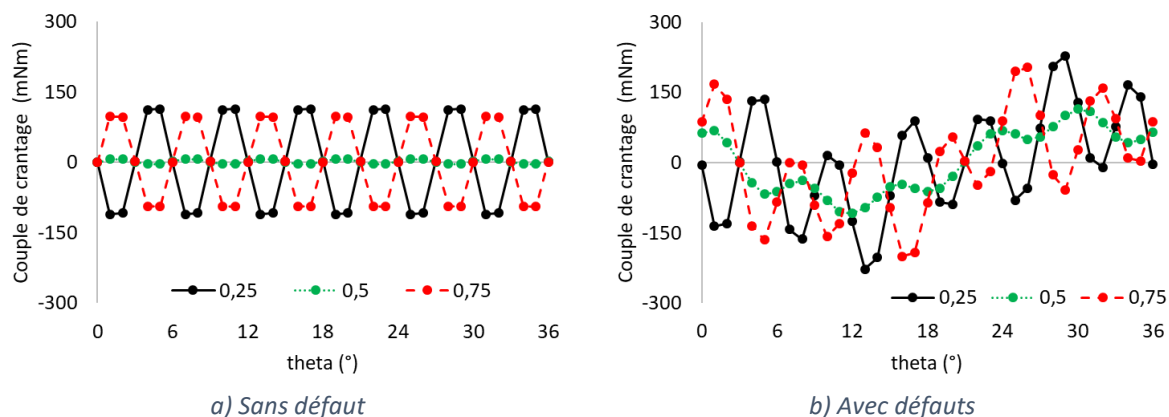 300
150
0
-150
-300
Couple de crantage (mNm)
0,25 0,5 0,75
0 6 12 18 24 30 36
theta (°)
a) Sans défaut
300
150
0
-150
-300
Couple de crantage (mNm)
0,25 0,5 0,75
0 6 12 18 24 30 36
theta (°)
b) Avec défauts